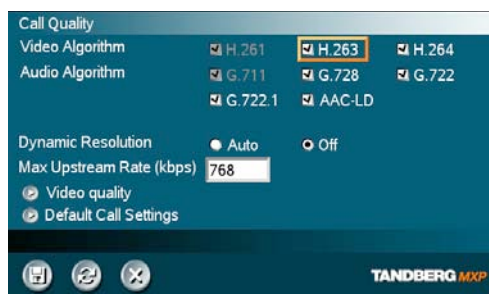 Call Quality
Video Algorithm H.261 H.263 H.264
Audio Algorithm G.711 G.728 G.722
G.722.1 AAC-LD
Dynamic Resolution Auto Off
Max Upstream Rate (kbps) 768
Video quality
Default Call Settings
TANDBERG MXP